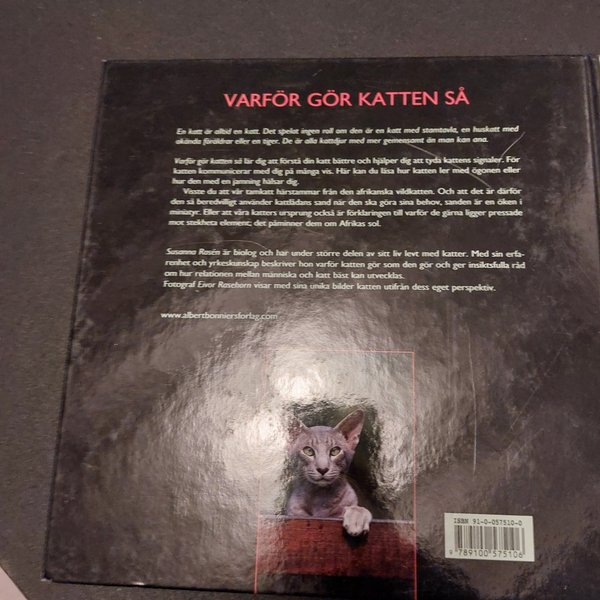 VARFÖR GÖR KATTEN SÅ
En katt är alltid en katt. Det spelar ingen roll om den är en katt med stamtavla, en huskatt med
okända föräldrar eller en tiger. De är alla kattdjur med mer gemensamt än man kan ana.
Varför gör katten så lär dig att förstå din katt bättre och hjälper dig att tyda kattens signaler. För
katten kommunicerar med dig på många vis. Här kan du läsa hur katten ler med ögonen eller
hur den med en jamning hälsar dig.
Visste du att vår tamkatt härstammar från den afrikanska vildkatten. Och att det är därför
den så beredvilligt använder kattlådans sand när den ska göra sina behov, sanden är en öken i
miniatyr. Eller att våra katters ursprung också är förklaringen till varför de gärna ligger pressade
mot stekheta element; det påminner dem om Afrikas sol.
Susanna Rosén är biolog och har under större delen av sitt liv levt med katter. Med sin erfa-
renhet och yrkeskunskap beskriver hon varför katten gör som den gör och ger insiktsfulla råd
om hur relationen mellan människa och katt bäst kan utvecklas.
Fotograf Eivor Rasehorn visar med sina unika bilder katten utifrån dess eget perspektiv.
www.albertbonniersforlag.com
ISBN 91-0-057510-0
9 789100 575106